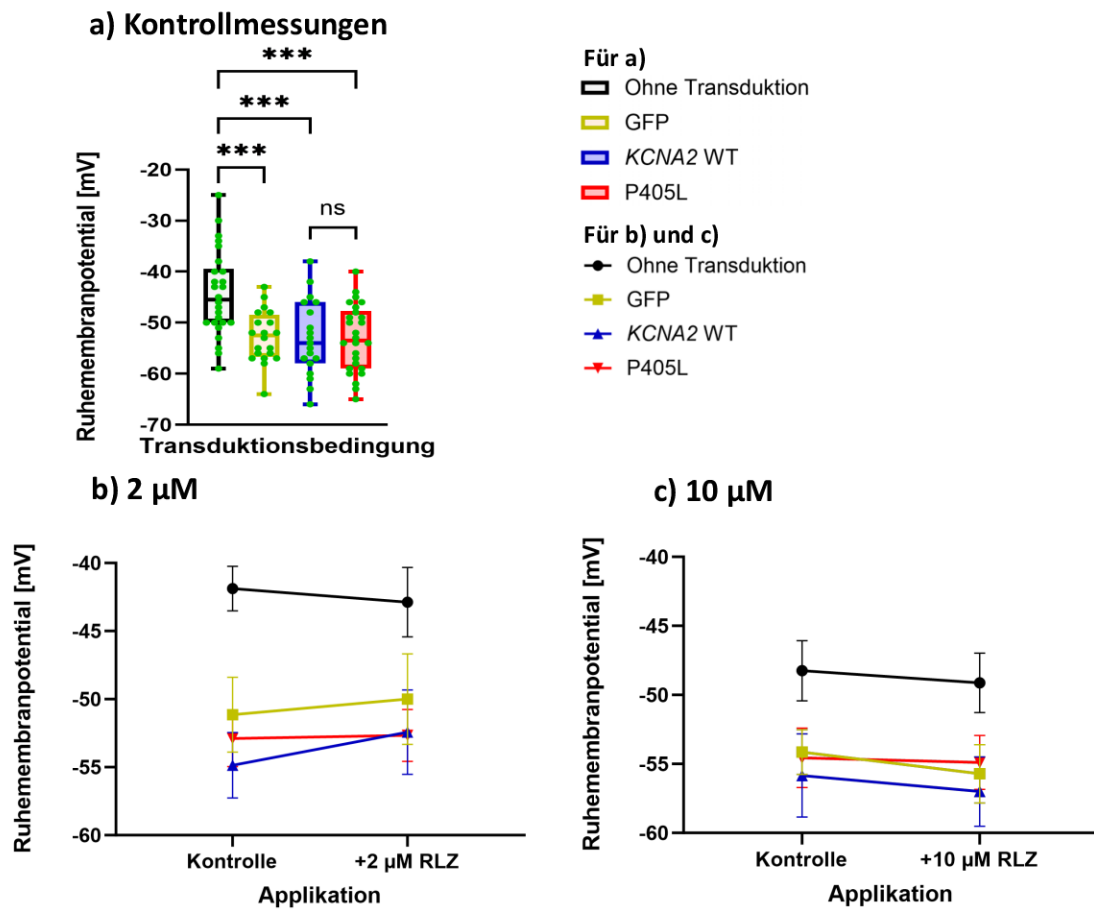 a) Kontrollmessungen
***
***
***
ns
Ruhemembranpotential [mV]
-20
-30
-40
-50
-60
-70
Transduktionsbedingung
Für a)
Ohne Transduktion
GFP
KCNA2 WT
P405L
Für b) und c)
Ohne Transduktion
GFP
KCNA2 WT
P405L
b) 2 µM
Ruhemembranpotential [mV]
-40
-45
-50
-55
-60
Kontrolle
+2 µM RLZ
Applikation
c) 10 µM
Ruhemembranpotential [mV]
-40
-45
-50
-55
-60
Kontrolle
+10 µM RLZ
Applikation